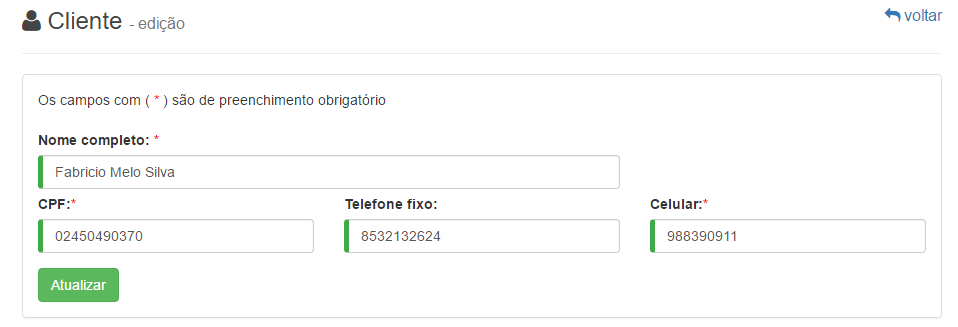 Cliente - edição
voltar
Os campos com ( * ) são de preenchimento obrigatório
Nome completo: *
Fabricio Melo Silva
CPF:* Telefone fixo: Celular:*
02450490370 8532132624 988390911
Atualizar